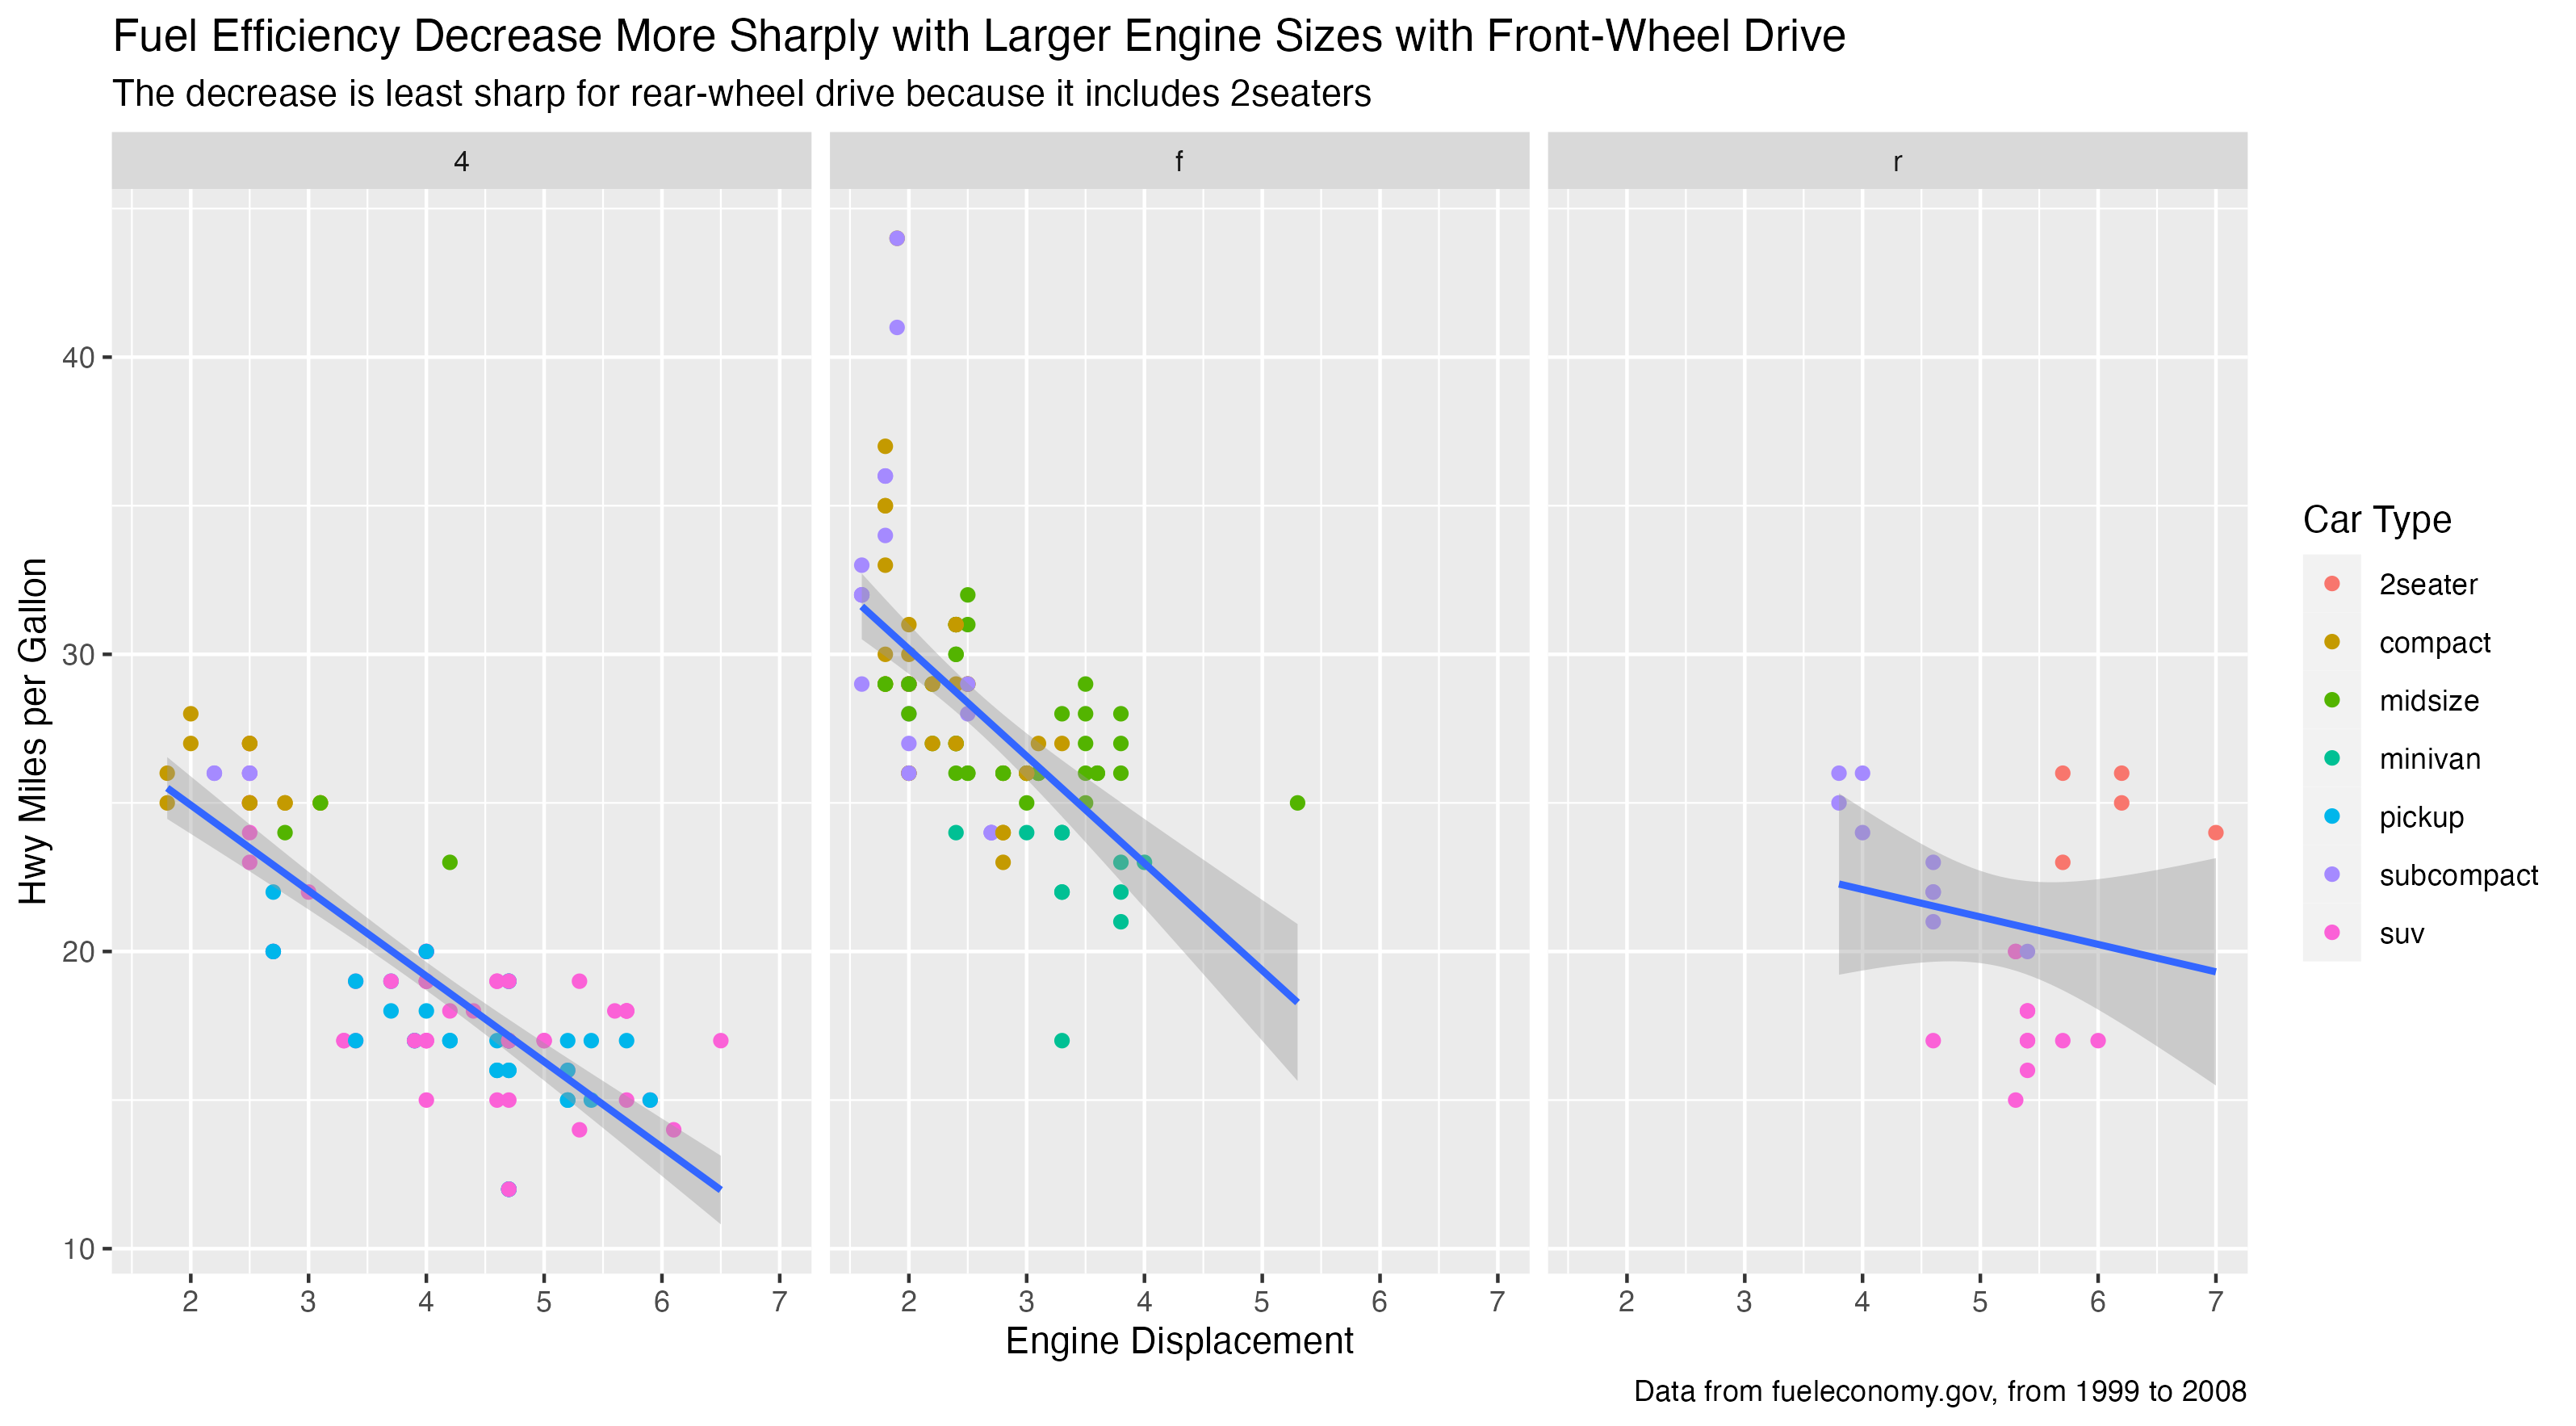 Fuel Efficiency Decrease More Sharply with Larger Engine Sizes with Front-Wheel Drive
The decrease is least sharp for rear-wheel drive because it includes 2seaters
4 f r
Hwy Miles per Gallon
40
30
20
10
2 3 4 5 6 7 2 3 4 5 6 7 2 3 4 5 6 7
Engine Displacement
Car Type
2seater
compact
midsize
minivan
pickup
subcompact
suv
Data from fueleconomy.gov, from 1999 to 2008